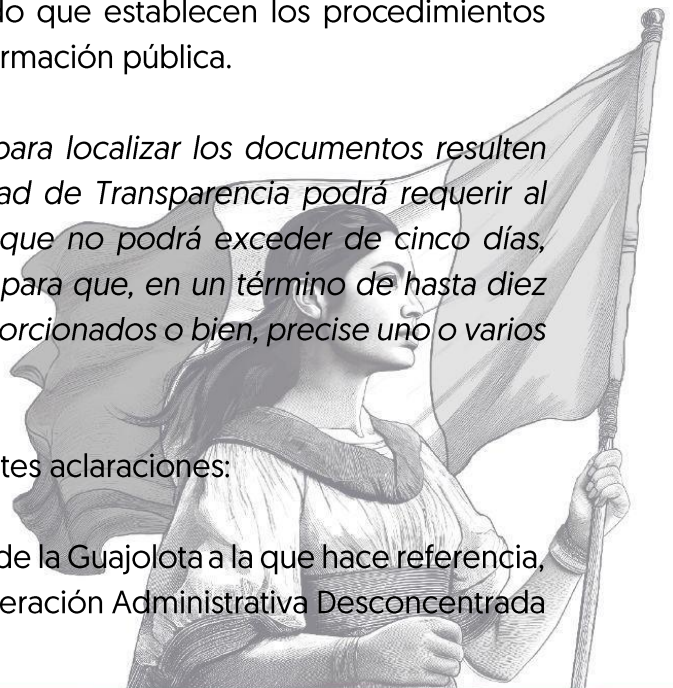 lo que establecen los procedimientos
rmación pública.
para localizar los documentos resulten
ad de Transparencia podrá requerir al
que no podrá exceder de cinco días,
para que, en un término de hasta diez
orcionados o bien, precise uno o varios
tes aclaraciones:
de la Guajolota a la que hace referencia,
eración Administrativa Desconcentrada